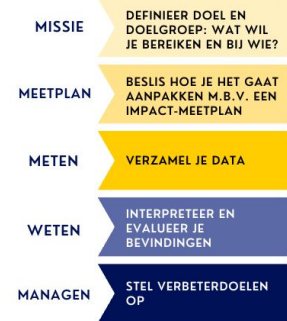 MISSIE
DEFINIEER DOEL EN
DOELGROEP: WAT WIL
JE BEREIKEN EN BIJ WIE?
MEETPLAN
BESLIS HOE JE HET GAAT
AANPAKKEN M.B.V. EEN
IMPACT-MEETPLAN
METEN
VERZAMEL JE DATA
WETEN
INTERPRETEER EN
EVALUEER JE
BEVINDINGEN
MANAGEN
STEL VERBETERDOELEN
OP